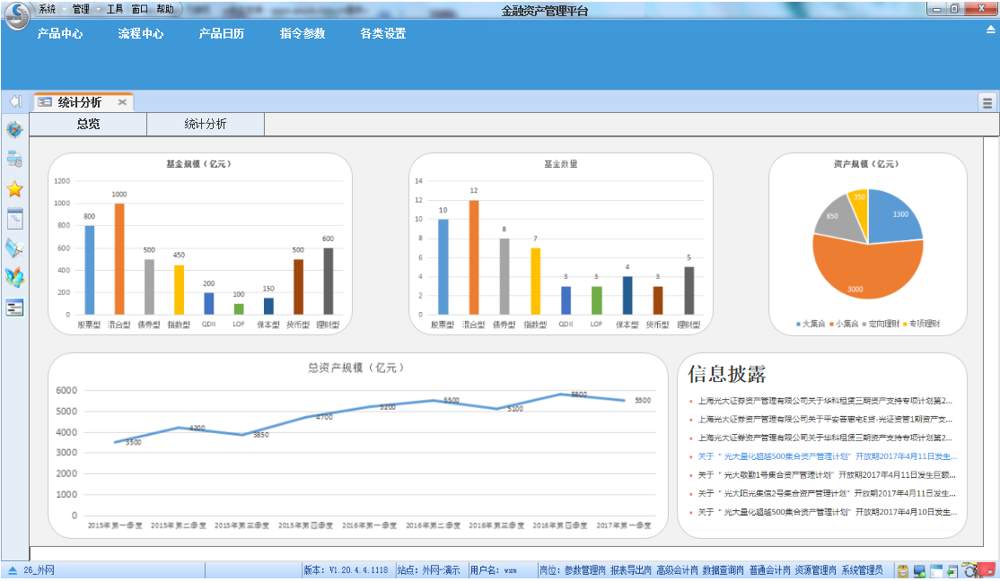 系统 管理 工具 窗口 帮助
金融资产管理平台
产品中心 流程中心 产品日历 指令参数 各类设置
统计分析
总览 统计分析
基金规模（亿元）
1200
1000
800
600
400
200
0
800 1000 500 450 200 100 150 500 600
股票型 混合型 债券型 指数型 QDII LOF 保本型 货币型 理财型
基金数量
14
12
10
8
6
4
2
0
10 12 8 7 3 3 4 3 5
股票型 混合型 债券型 指数型 QDII LOF 保本型 货币型 理财型
资产规模（亿元）
350
1300
850
3000
大集合 小集合 定向理财 专项理财
总资产规模（亿元）
6000
5000
4000
3000
2000
1000
0
3500 4200 3850 4700 5200 5500 5100 5800 5500
2015年第一季度 2015年第二季度 2015年第三季度 2015年第四季度 2016年第一季度 2016年第二季度 2016年第三季度 2016年第四季度 2017年第一季度
信息披露
上海光大证券资产管理有限公司关于华科租赁三期资产支持专项计划第2...
上海光大证券资产管理有限公司关于平安普惠宅E贷-光证资管1期资产支...
上海光大证券资产管理有限公司关于华科租赁三期资产支持专项计划第2...
关于“光大量化超越500集合资产管理计划”开放期2017年4月11日发生...
关于“光大敬勤1号集合资产管理计划”开放期2017年4月11日发生巨额...
关于“光大阳光集信2号集合资产管理计划”开放期2017年4月11日发生...
关于“光大量化超越500集合资产管理计划”开放期2017年4月10日发生...
26_外网
版本: V1.20.4.4.1118 站点: 外网-演示 用户名: wxm 岗位: 参数管理岗 报表导出岗 高级会计岗 数据查询岗 普通会计岗 资源管理岗 系统管理员